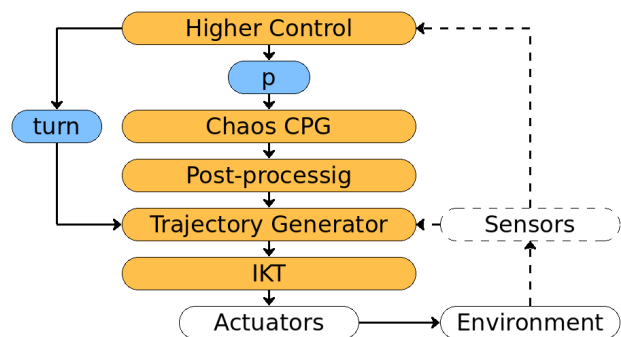 Higher Control
p
turn
Chaos CPG
Post-processig
Trajectory Generator
Sensors
IKT
Actuators
Environment